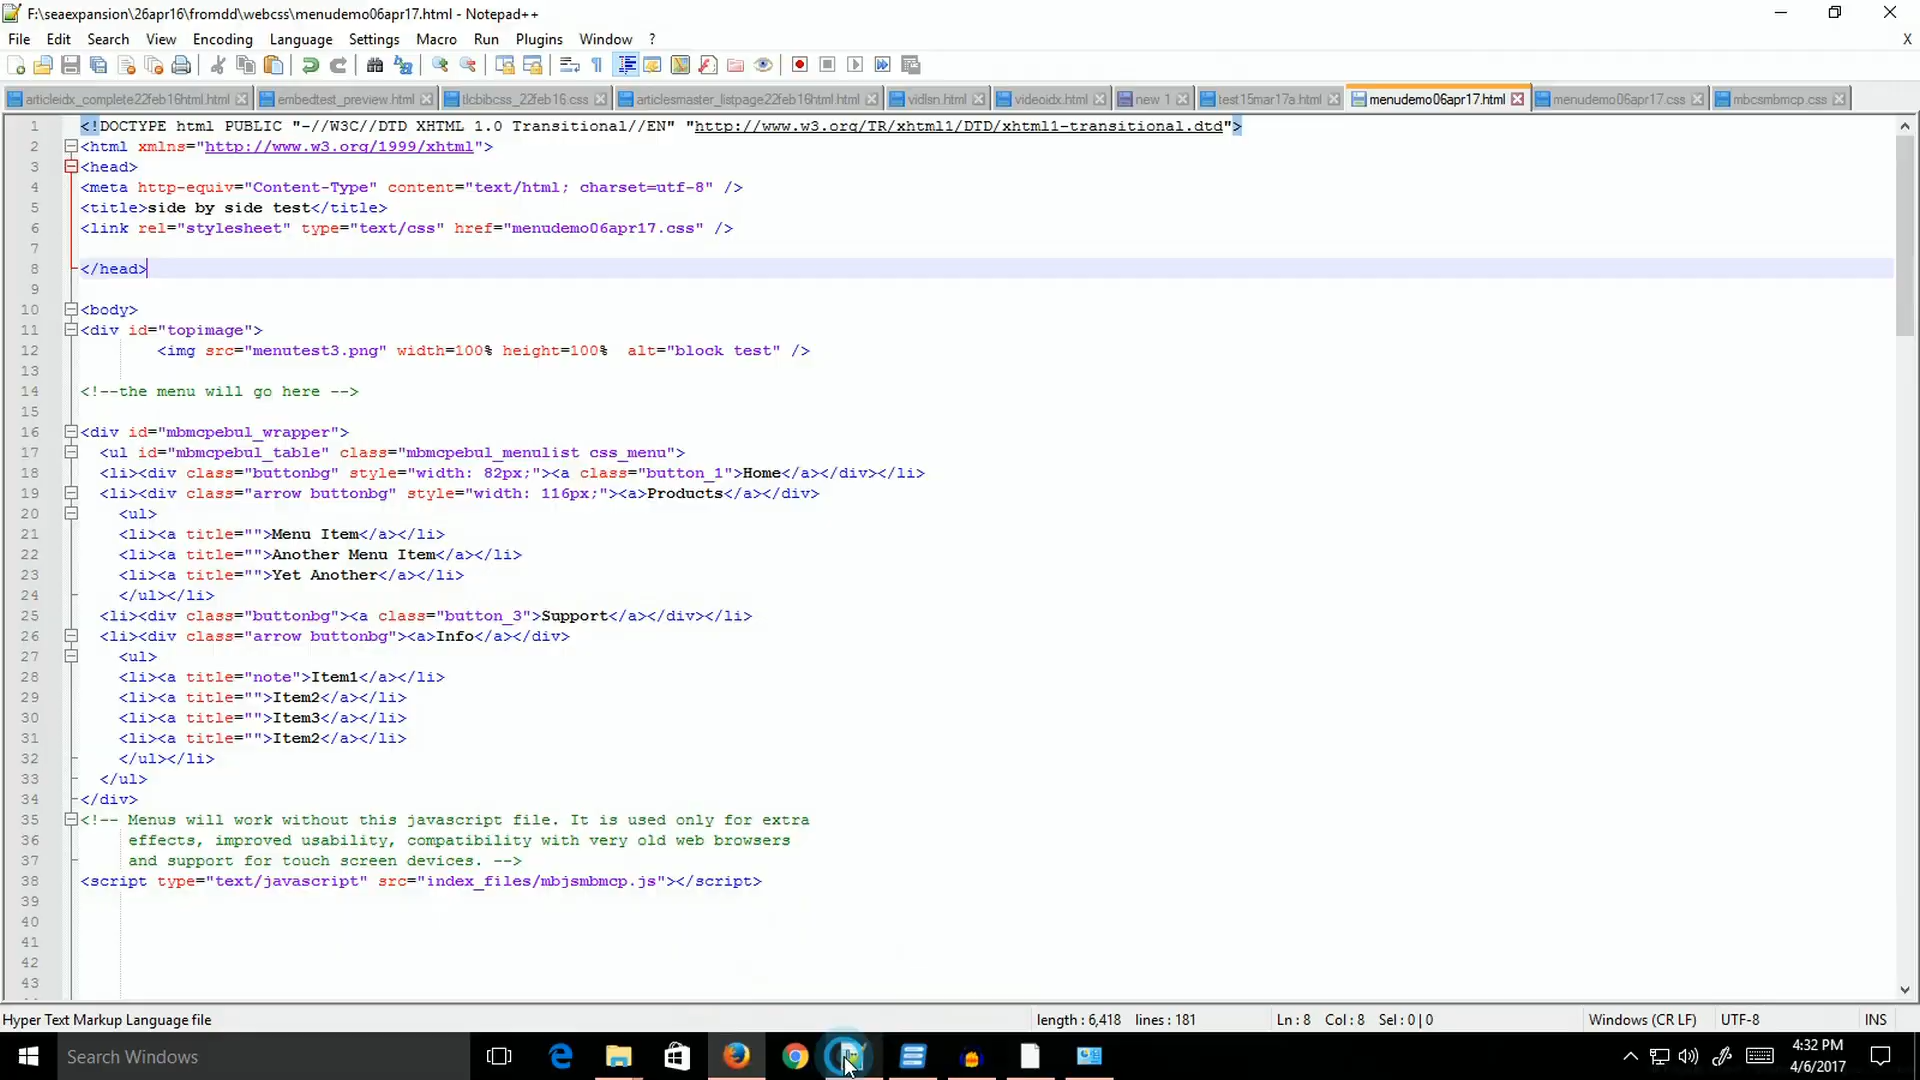 F:\seaexpansion\26apr16\fromdd\webcss\menudemo06apr17.html - Notepad++
File Edit Search View Encoding Language Settings Macro Run Plugins Window ? X
articleidx_complete22feb16html.html embedtest_preview.html tlcbibcss_22feb16.css articlesmaster_listpage22feb16html.html vidlsn.html videoidx.html new 1 test15mar17a.html menudemo06apr17.html menudemo06apr17.css mbcsmbmcp.css
1 <!DOCTYPE html PUBLIC "-//W3C//DTD XHTML 1.0 Transitional//EN" "http://www.w3.org/TR/xhtml1/DTD/xhtml1-transitional.dtd">
2 <html xmlns="http://www.w3.org/1999/xhtml">
3 <head>
4 <meta http-equiv="Content-Type" content="text/html; charset=utf-8" />
5 <title>side by side test</title>
6 <link rel="stylesheet" type="text/css" href="menudemo06apr17.css" />
7
8 </head>
9
10 <body>
11 <div id="topimage">
12 <img src="menutest3.png" width=100% height=100%  alt="block test" />
13
14 <!--the menu will go here -->
15
16 <div id="mbmcpebul_wrapper">
17 <ul id="mbmcpebul_table" class="mbmcpebul_menulist css_menu">
18 <li><div class="buttonbg" style="width: 82px;"><a class="button_1">Home</a></div></li>
19 <li><div class="arrow buttonbg" style="width: 116px;"><a>Products</a></div>
20 <ul>
21 <li><a title="">Menu Item</a></li>
22 <li><a title="">Another Menu Item</a></li>
23 <li><a title="">Yet Another</a></li>
24 </ul></li>
25 <li><div class="buttonbg"><a class="button_3">Support</a></div></li>
26 <li><div class="arrow buttonbg"><a>Info</a></div>
27 <ul>
28 <li><a title="note">Item1</a></li>
29 <li><a title="">Item2</a></li>
30 <li><a title="">Item3</a></li>
31 <li><a title="">Item2</a></li>
32 </ul></li>
33 </ul>
34 </div>
35 <!-- Menus will work without this javascript file. It is used only for extra
36 effects, improved usability, compatibility with very old web browsers
37 and support for touch screen devices. -->
38 <script type="text/javascript" src="index_files/mbjsmbmcp.js"></script>
39
40
41
42
43
Hyper Text Markup Language file length : 6,418 lines : 181 Ln : 8 Col : 8 Sel : 0 | 0 Windows (CR LF) UTF-8 INS
Search Windows
4:32 PM
4/6/2017